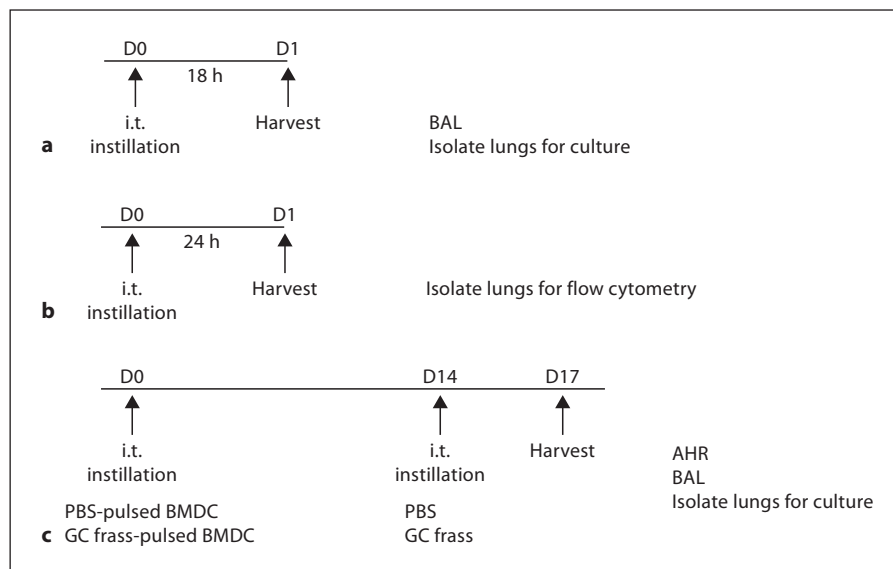 D0 D1
18 h
i.t. Harvest BAL
a instillation Isolate lungs for culture
D0 D1
24 h
i.t. Harvest Isolate lungs for flow cytometry
b instillation
D0 D14 D17
i.t. i.t. Harvest AHR
instillation instillation BAL
Isolate lungs for culture
PBS-pulsed BMDC PBS
c GC frass-pulsed BMDC GC frass